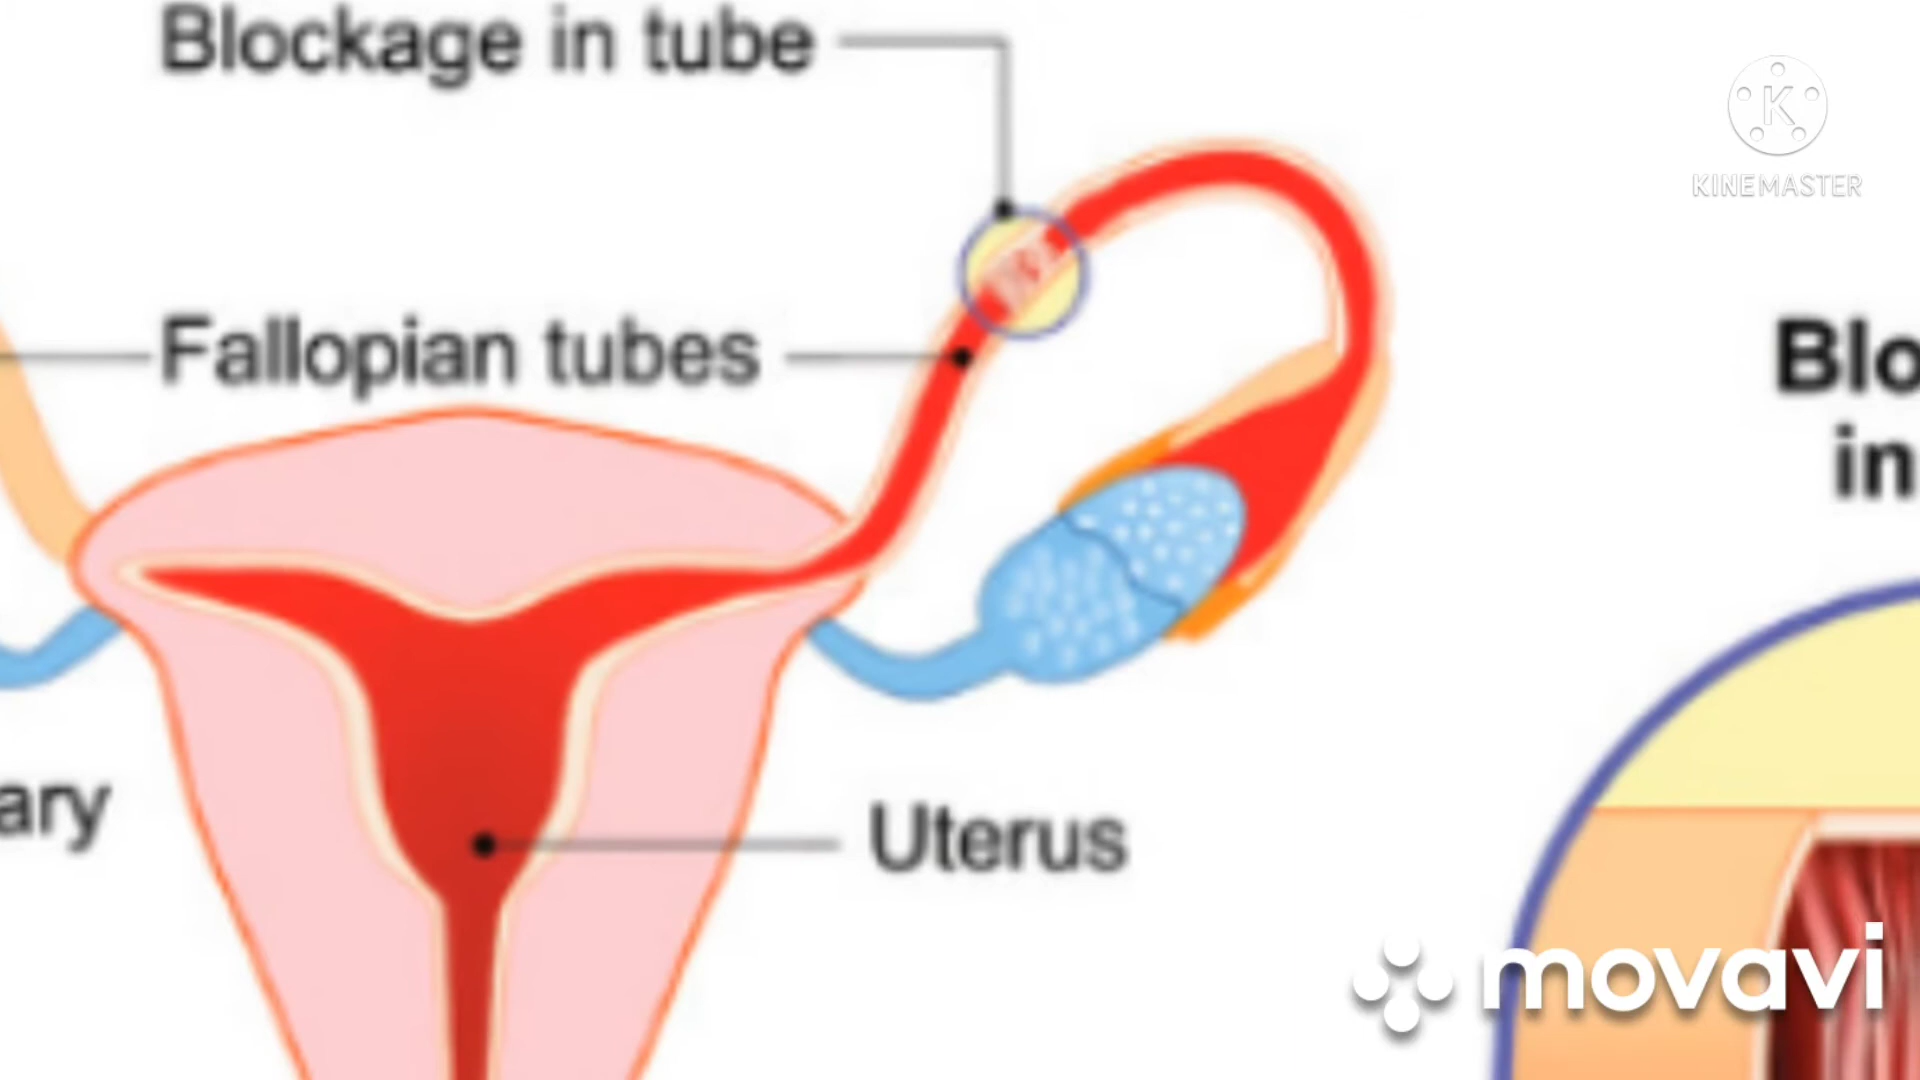 Blockage in tube
K
KINEMASTER
Fallopian tubes
Blo
in
ary
Uterus
movavi